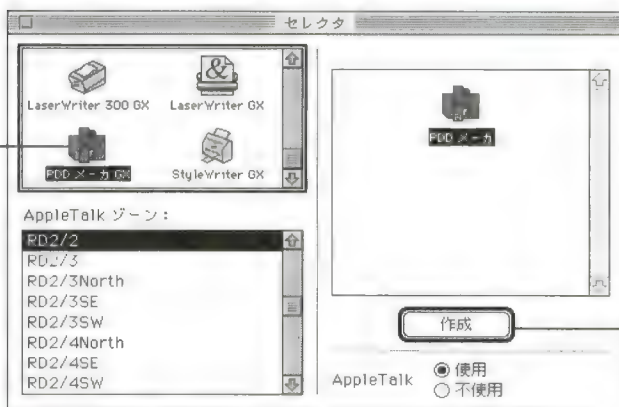 セレクタ
LaserWriter 300 GX
LaserWriter GX
PDD メーカ GX
StyleWriter GX
PDD メーカ
AppleTalk ゾーン：
RD2/2
RD2/3
RD2/3North
RD2/3SE
RD2/3SW
RD2/4North
RD2/4SE
RD2/4SW
作成
AppleTalk
使用
不使用